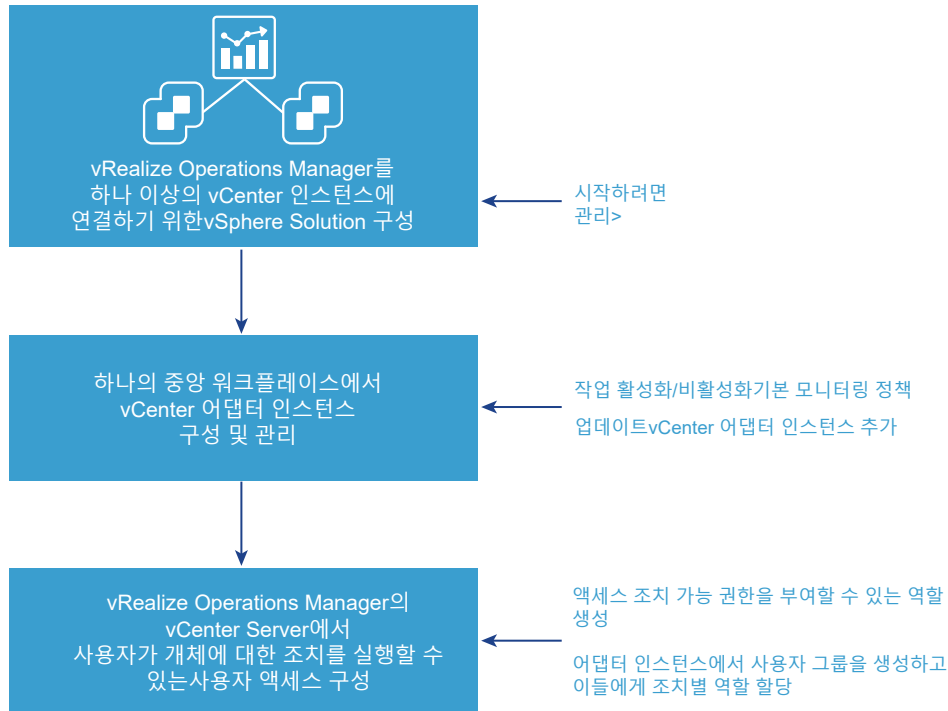 vRealize Operations Manager를
하나 이상의 vCenter 인스턴스에
연결하기 위한vSphere Solution 구성
시작하려면
관리>
하나의 중앙 워크플레이스에서
vCenter 어댑터 인스턴스
구성 및 관리
작업 활성화/비활성화기본 모니터링 정책
업데이트vCenter 어댑터 인스턴스 추가
vRealize Operations Manager의
vCenter Server에서
사용자가 개체에 대한 조치를 실행할 수
있는사용자 액세스 구성
액세스 조치 가능 권한을 부여할 수 있는 역할
생성
어댑터 인스턴스에서 사용자 그룹을 생성하고
이들에게 조치별 역할 할당